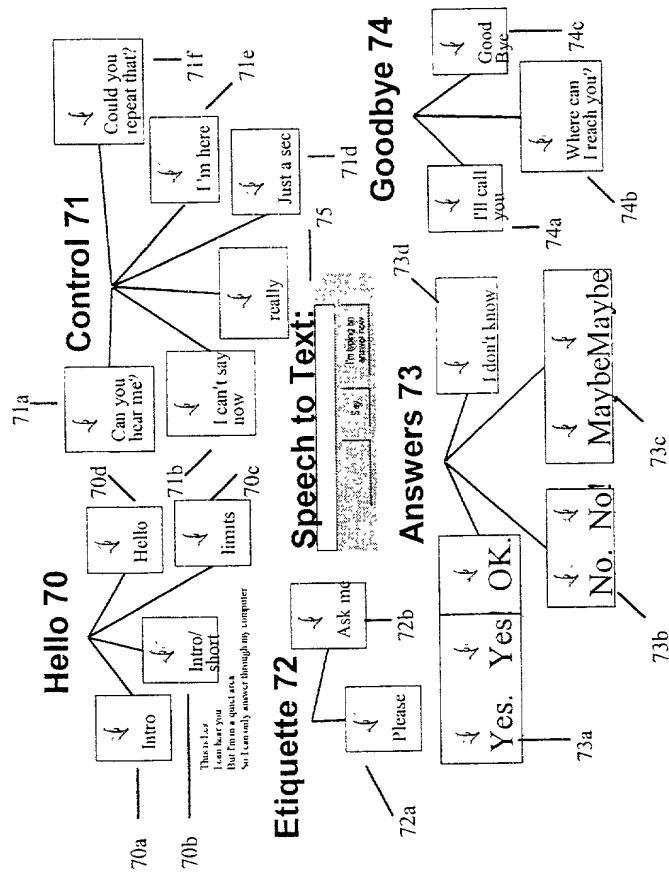 Hello 70
Intro
Intro/
short
limits
Hello
70a
70b
70c
70d
This is Les
I can hear you
But I'm in a quiet area
So I can only answer through my computer
Control 71
Can you
hear me?
I can't say
now
really
Just a sec
I'm here
Could you
repeat that?
71a
71b
71d
71e
71f
Etiquette 72
Please
Ask me
72a
72b
Speech to Text:
75
Say,
I'm typing an
answer now
Answers 73
Yes.
Yes!
OK.
No.
No!
Maybe
Maybe
I don't know
73a
73b
73c
73d
Goodbye 74
I'll call
you
Where can
I reach you?
Good
Bye
74a
74b
74c